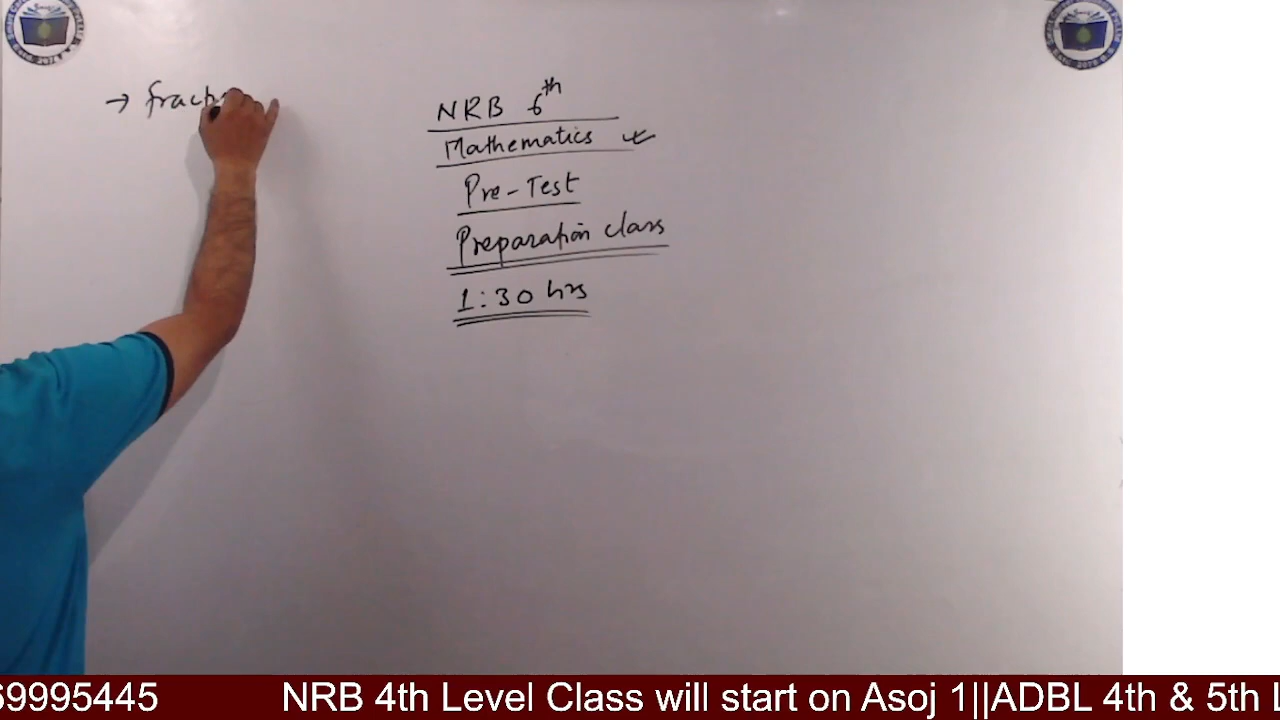 → fract
NRB 6th
Mathematics
Pre-Test
Preparation class
1:30 hrs
69995445 NRB 4th Level Class will start on Asoj 1||ADBL 4th & 5th L